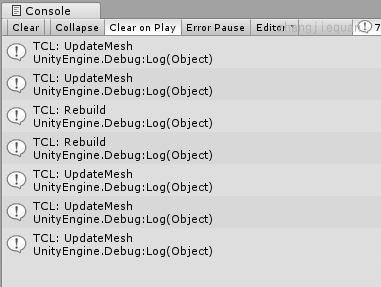 Console
Clear Collapse Clear on Play Error Pause Editor 7
TCL: UpdateMesh
UnityEngine.Debug:Log(Object)
TCL: UpdateMesh
UnityEngine.Debug:Log(Object)
TCL: Rebuild
UnityEngine.Debug:Log(Object)
TCL: Rebuild
UnityEngine.Debug:Log(Object)
TCL: UpdateMesh
UnityEngine.Debug:Log(Object)
TCL: UpdateMesh
UnityEngine.Debug:Log(Object)
TCL: UpdateMesh
UnityEngine.Debug:Log(Object)